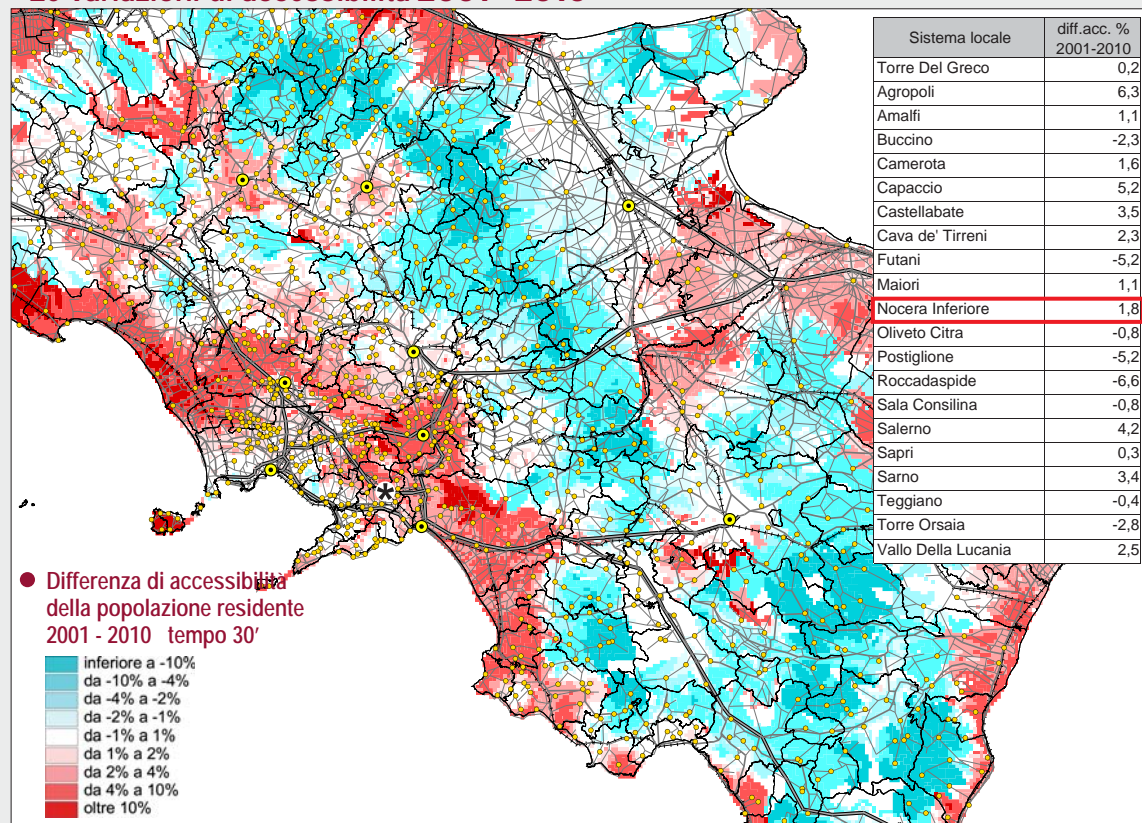 Le variazioni di accessibilità 2001 - 2010
Sistema locale diff.acc. % 2001-2010
Torre Del Greco 0,2
Agropoli 6,3
Amalfi 1,1
Buccino -2,3
Camerota 1,6
Capaccio 5,2
Castellabate 3,5
Cava de' Tirreni 2,3
Futani -5,2
Maiori 1,1
Nocera Inferiore 1,8
Oliveto Citra -0,8
Postiglione -5,2
Roccadaspide -6,6
Sala Consilina -0,8
Salerno 4,2
Sapri 0,3
Sarno 3,4
Teggiano -0,4
Torre Orsaia -2,8
Vallo Della Lucania 2,5
*
Differenza di accessibilità
della popolazione residente
2001 - 2010 tempo 30'
inferiore a -10%
da -10% a -4%
da -4% a -2%
da -2% a -1%
da -1% a 1%
da 1% a 2%
da 2% a 4%
da 4% a 10%
oltre 10%